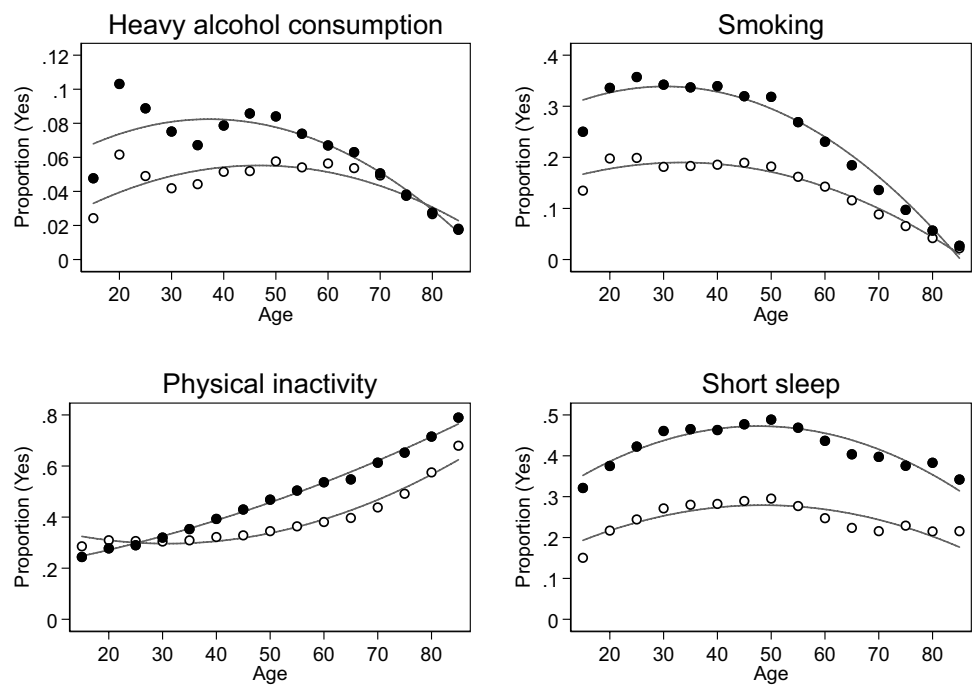 Heavy alcohol consumption
Proportion (Yes)
.12
.1
.08
.06
.04
.02
0
20 30 40 50 60 70 80
Age
Smoking
Proportion (Yes)
.4
.3
.2
.1
0
20 30 40 50 60 70 80
Age
Physical inactivity
Proportion (Yes)
.8
.6
.4
.2
0
20 30 40 50 60 70 80
Age
Short sleep
Proportion (Yes)
.5
.4
.3
.2
.1
0
20 30 40 50 60 70 80
Age